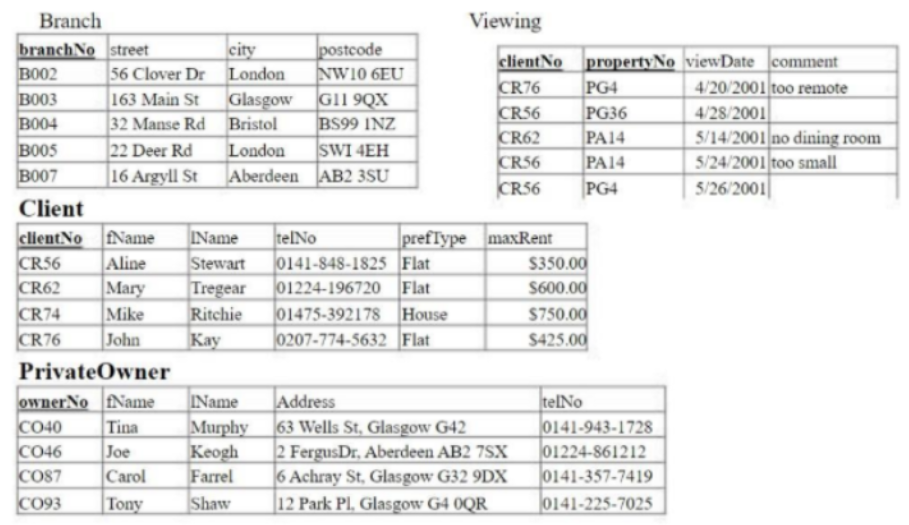 Branch
branchNo street city postcode
B002 56 Clover Dr London NW10 6EU
B003 163 Main St Glasgow G11 9QX
B004 32 Manse Rd Bristol BS99 1NZ
B005 22 Deer Rd London SWI 4EH
B007 16 Argyll St Aberdeen AB2 3SU
Viewing
clientNo propertyNo viewDate comment
CR76 PG4 4/20/2001 too remote
CR56 PG36 4/28/2001
CR62 PA14 5/14/2001 no dining room
CR56 PA14 5/24/2001 too small
CR56 PG4 5/26/2001
Client
clientNo fName lName telNo prefType maxRent
CR56 Aline Stewart 0141-848-1825 Flat $350.00
CR62 Mary Tregear 01224-196720 Flat $600.00
CR74 Mike Ritchie 01475-392178 House $750.00
CR76 John Kay 0207-774-5632 Flat $425.00
PrivateOwner
ownerNo fName lName Address telNo
CO40 Tina Murphy 63 Wells St, Glasgow G42 0141-943-1728
CO46 Joe Keogh 2 FergusDr, Aberdeen AB2 7SX 01224-861212
CO87 Carol Farrel 6 Achray St, Glasgow G32 9DX 0141-357-7419
CO93 Tony Shaw 12 Park Pl, Glasgow G4 0QR 0141-225-7025